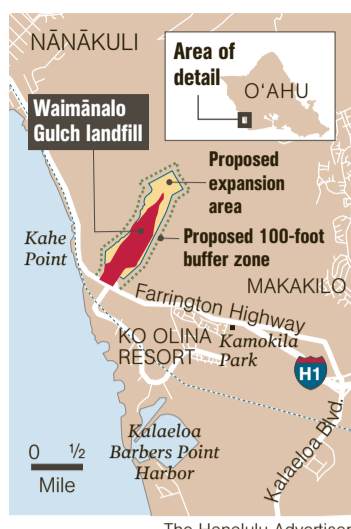 NĀNĀKULI
Area of
detail
O‘AHU
Waimānalo
Gulch landfill
Proposed
expansion
area
Proposed 100-foot
buffer zone
Kahe
Point
MAKAKILO
Farrington Highway
KO OLINA
RESORT
Kamokila
Park
H1
Kalaeloa
Barbers Point
Harbor
Kalaeloa Blvd.
0 ½
Mile
The Honolulu Advertiser